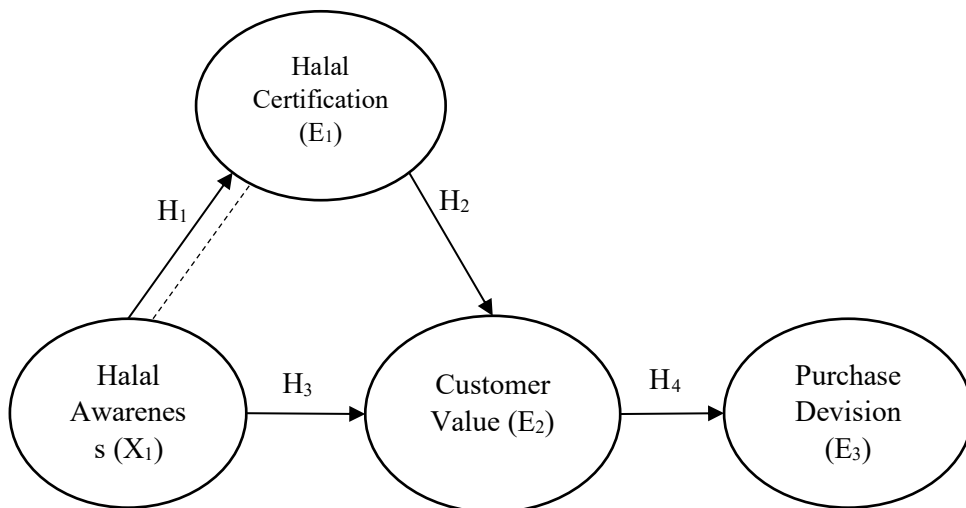 Halal
Certification
(E₁)
H₁
H₂
Halal
Awarenes
s (X₁)
H₃
Customer
Value (E₂)
H₄
Purchase
Devision
(E₃)